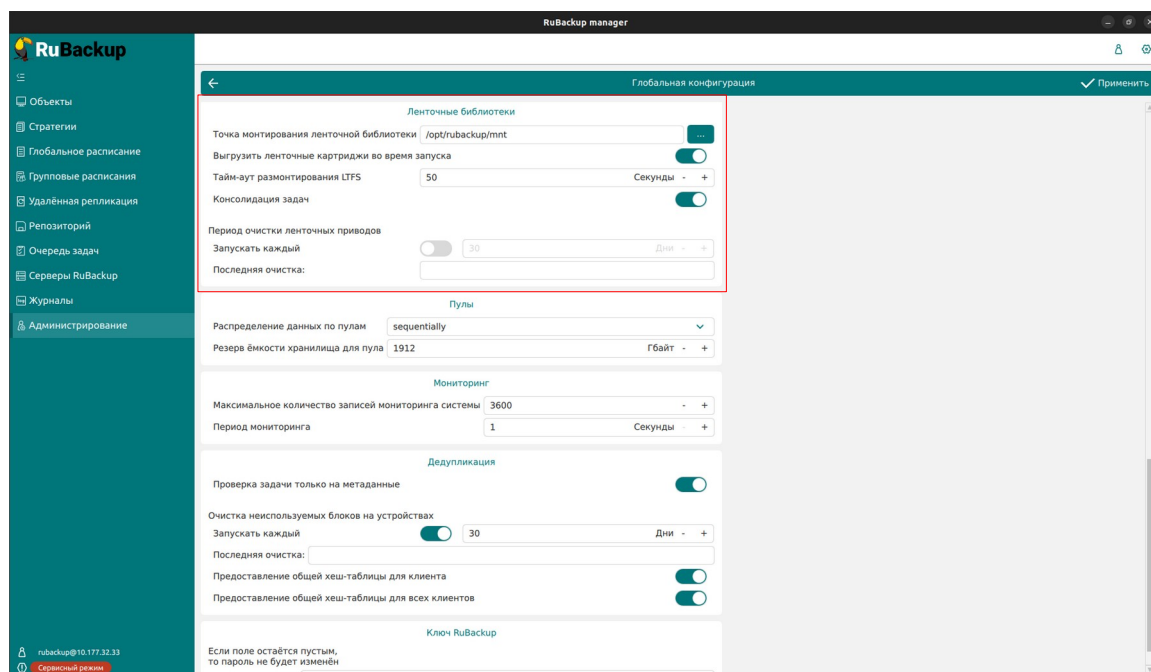 RuBackup manager
RuBackup
Объекты
Стратегии
Глобальное расписание
Групповые расписания
Удалённая репликация
Репозиторий
Очередь задач
Серверы RuBackup
Журналы
Администрирование
rubackup@10.177.32.33
Сервисный режим
Глобальная конфигурация
Применить
Ленточные библиотеки
Точка монтирования ленточной библиотеки /opt/rubackup/mnt ...
Выгрузить ленточные картриджи во время запуска
Тайм-аут размонтирования LTFS 50 Секунды - +
Консолидация задач
Период очистки ленточных приводов
Запускать каждый 30 Дни - +
Последняя очистка:
Пулы
Распределение данных по пулам sequentially
Резерв ёмкости хранилища для пула 1912 Гбайт - +
Мониторинг
Максимальное количество записей мониторинга системы 3600 - +
Период мониторинга 1 Секунды - +
Дедупликация
Проверка задачи только на метаданные
Очистка неиспользуемых блоков на устройствах
Запускать каждый 30 Дни - +
Последняя очистка:
Предоставление общей хеш-таблицы для клиента
Предоставление общей хеш-таблицы для всех клиентов
Ключ RuBackup
Если поле остаётся пустым,
то пароль не будет изменён